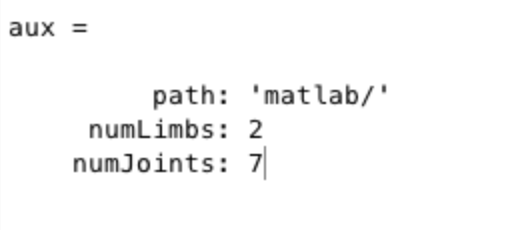 aux =
path: 'matlab/'
numLimbs: 2
numJoints: 7